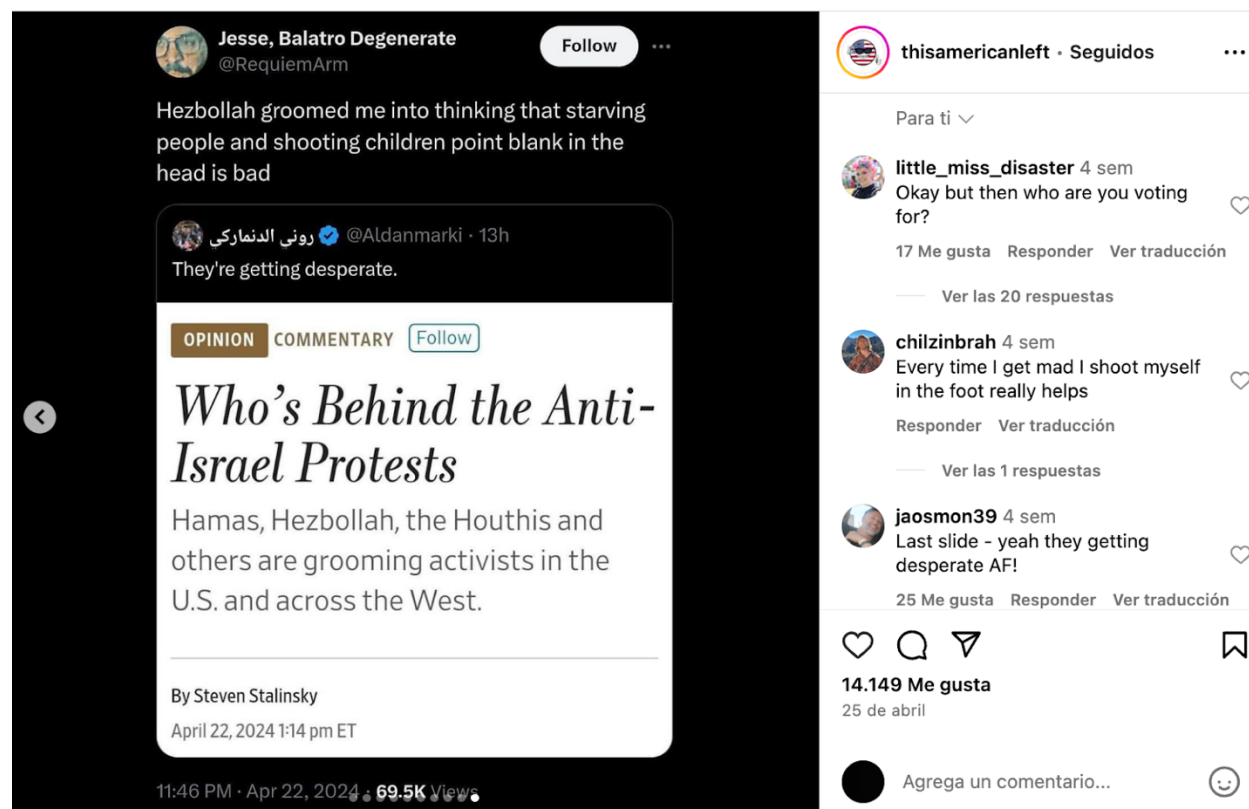 Jesse, Balatro Degenerate
@RequiemArm
Follow
Hezbollah groomed me into thinking that starving
people and shooting children point blank in the
head is bad
روني الدنماركي @Aldanmarki · 13h
They're getting desperate.
OPINION COMMENTARY Follow
Who's Behind the Anti-
Israel Protests
Hamas, Hezbollah, the Houthis and
others are grooming activists in the
U.S. and across the West.
By Steven Stalinsky
April 22, 2024 1:14 pm ET
11:46 PM · Apr 22, 2024 · 69.5K Views
thisamericanleft · Seguidos
Para ti
little_miss_disaster 4 sem
Okay but then who are you voting
for?
17 Me gusta Responder Ver traducción
Ver las 20 respuestas
chilzinbrah 4 sem
Every time I get mad I shoot myself
in the foot really helps
Responder Ver traducción
Ver las 1 respuestas
jaosmon39 4 sem
Last slide - yeah they getting
desperate AF!
25 Me gusta Responder Ver traducción
14.149 Me gusta
25 de abril
Agrega un comentario...